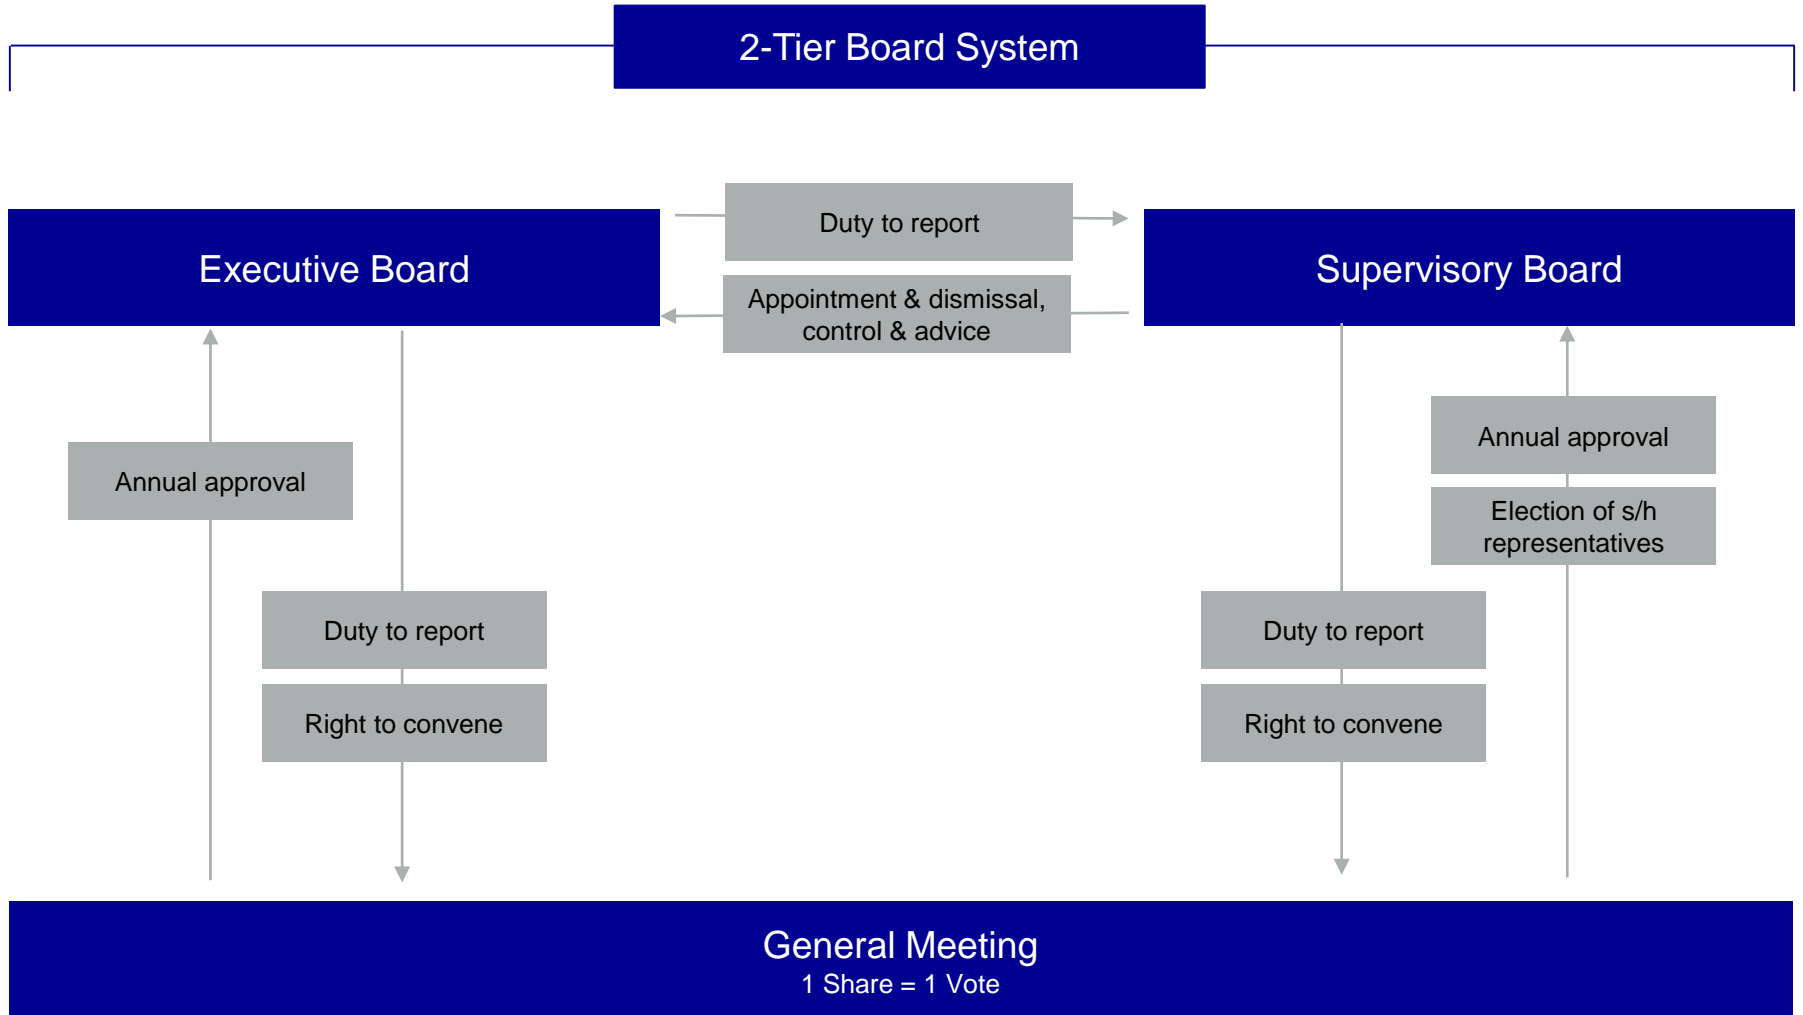 2-Tier Board System
Duty to report
Executive Board
Supervisory Board
Appointment & dismissal,
control & advice
Annual approval
Annual approval
Election of s/h
representatives
Duty to report
Duty to report
Right to convene
Right to convene
General Meeting
1 Share = 1 Vote